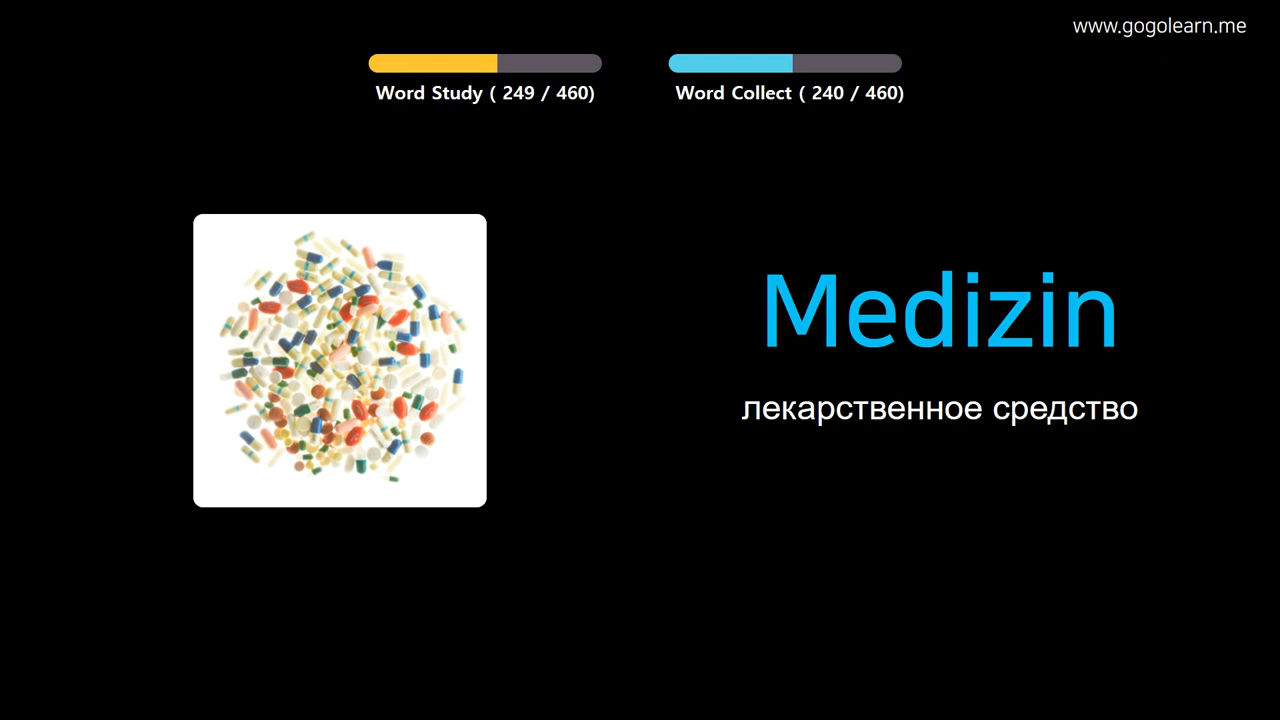 www.gogolearn.me
Word Study ( 249 / 460)
Word Collect ( 240 / 460)
Medizin
лекарственное средство